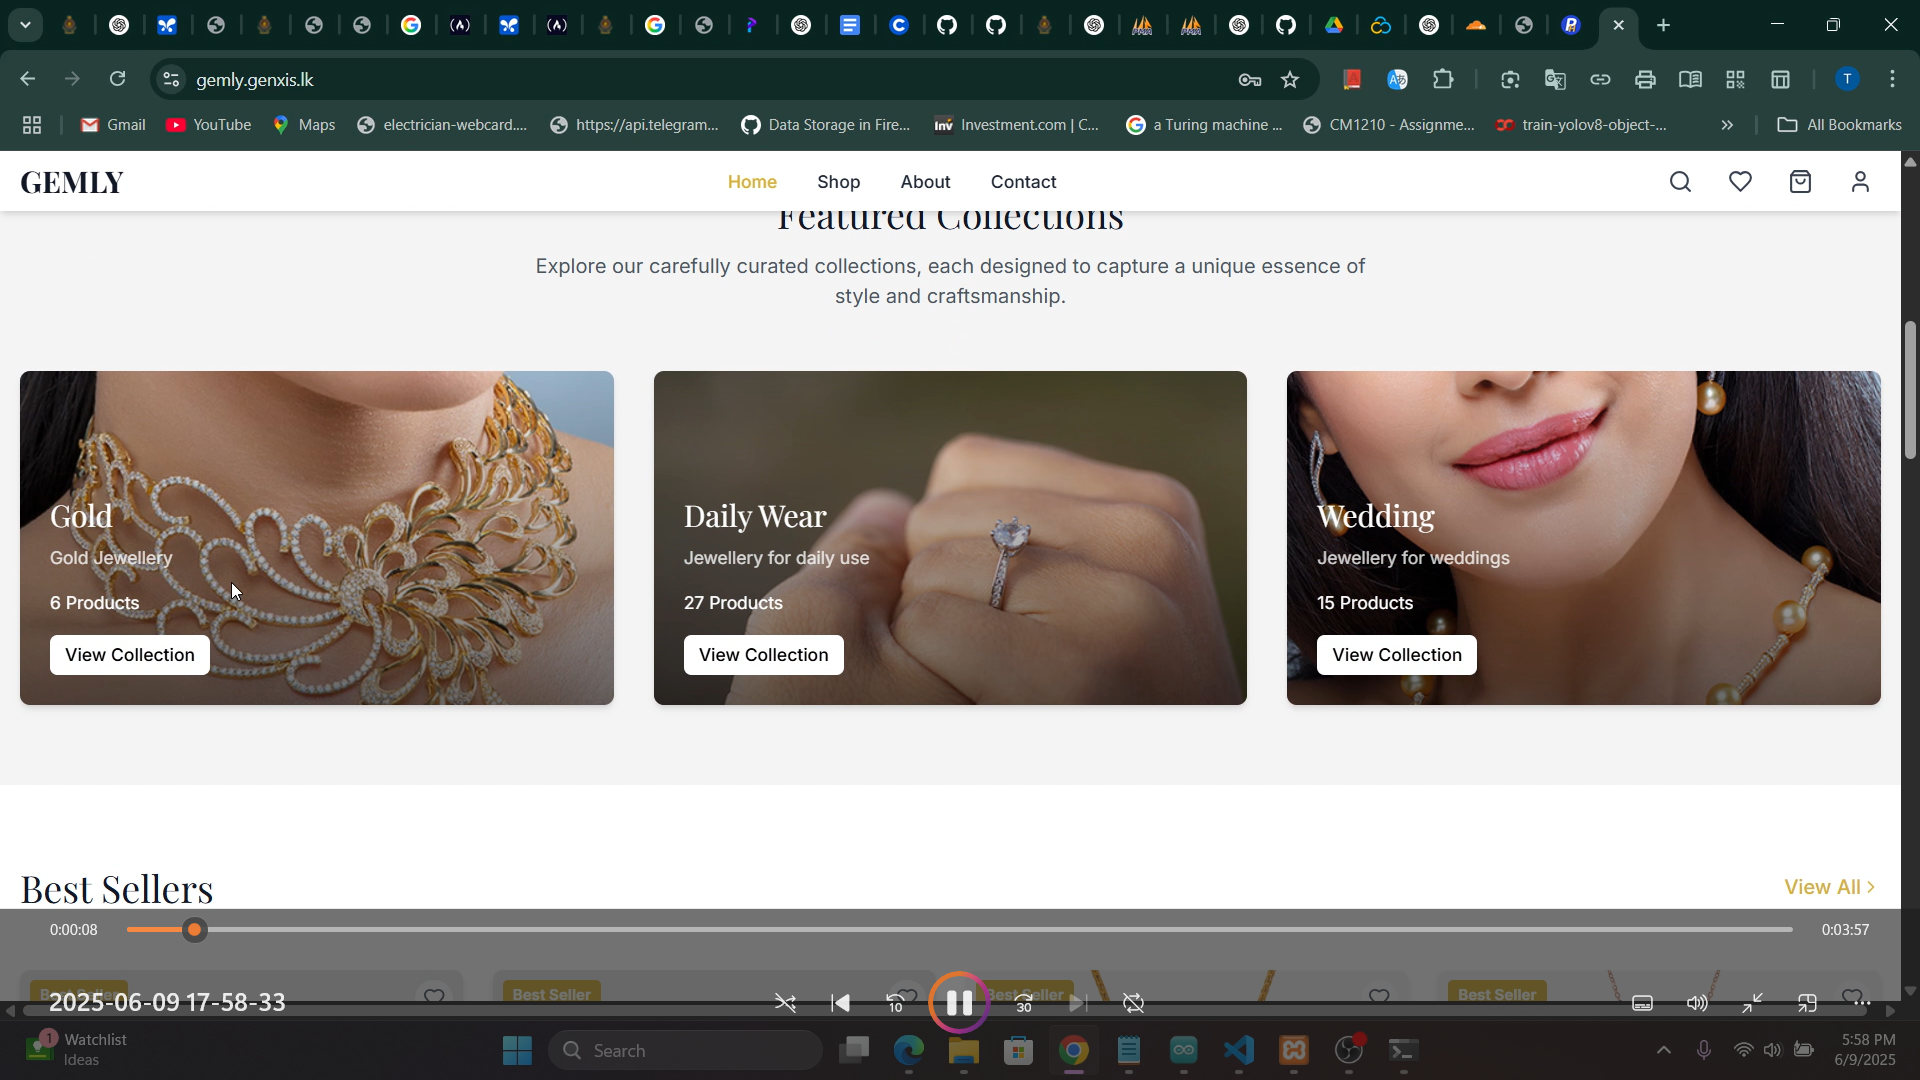 gemly.genxis.lk
T
Gmail
YouTube
Maps
electrician-webcard....
https://api.telegram...
Data Storage in Fire...
Inv
Investment.com | C...
a Turing machine ...
CM1210 - Assignme...
train-yolov8-object-...
All Bookmarks
GEMLY
Home
Shop
About
Contact
Featured Collections
Explore our carefully curated collections, each designed to capture a unique essence of
style and craftsmanship.
Gold
Gold Jewellery
6 Products
View Collection
Daily Wear
Jewellery for daily use
27 Products
View Collection
Wedding
Jewellery for weddings
15 Products
View Collection
Best Sellers
View All
0:00:08
0:03:57
Best Seller
Best Seller
Best Seller
Best Seller
2025-06-09 17-58-33
10
30
1
Watchlist
Ideas
Search
5:58 PM
6/9/2025